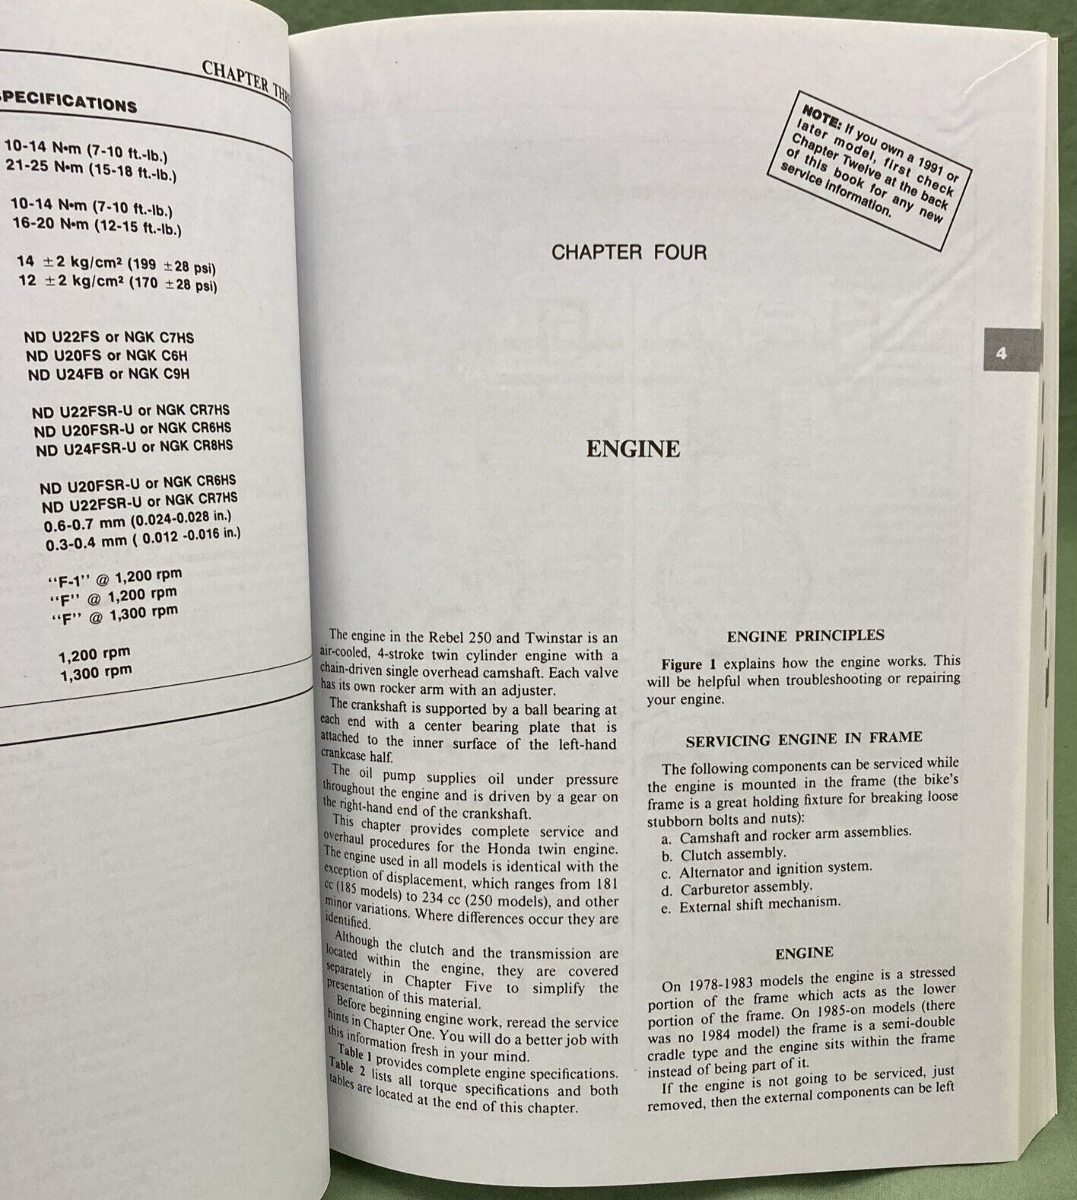 CHAPTER THR
SPECIFICATIONS
10-14 N•m (7-10 ft.-lb.)
21-25 N•m (15-18 ft.-lb.)
10-14 N•m (7-10 ft.-lb.)
16-20 N•m (12-15 ft.-lb.)
14 ±2 kg/cm² (199 ±28 psi)
12 ±2 kg/cm² (170 ±28 psi)
ND U22FS or NGK C7HS
ND U20FS or NGK C6H
ND U24FB or NGK C9H
ND U22FSR-U or NGK CR7HS
ND U20FSR-U or NGK CR6HS
ND U24FSR-U or NGK CR8HS
ND U20FSR-U or NGK CR6HS
ND U22FSR-U or NGK CR7HS
0.6-0.7 mm (0.024-0.028 in.)
0.3-0.4 mm ( 0.012 -0.016 in.)
"F-1" @ 1,200 rpm
"F" @ 1,200 rpm
"F" @ 1,300 rpm
1,200 rpm
1,300 rpm
NOTE: If you own a 1991 or
later model, first check
Chapter Twelve at the back
of this book for any new
service information.
CHAPTER FOUR
4
ENGINE
The engine in the Rebel 250 and Twinstar is an
air-cooled, 4-stroke twin cylinder engine with a
chain-driven single overhead camshaft. Each valve
has its own rocker arm with an adjuster.
The crankshaft is supported by a ball bearing at
each end with a center bearing plate that is
attached to the inner surface of the left-hand
crankcase half.
The oil pump supplies oil under pressure
throughout the engine and is driven by a gear on
the right-hand end of the crankshaft.
This chapter provides complete service and
overhaul procedures for the Honda twin engine.
The engine used in all models is identical with the
exception of displacement, which ranges from 181
cc (185 models) to 234 cc (250 models), and other
minor variations. Where differences occur they are
identified.
Although the clutch and the transmission are
located within the engine, they are covered
separately in Chapter Five to simplify the
presentation of this material.
Before beginning engine work, reread the service
hints in Chapter One. You will do a better job with
this information fresh in your mind.
Table 1 provides complete engine specifications.
Table 2 lists all torque specifications and both
tables are located at the end of this chapter.
ENGINE PRINCIPLES
Figure 1 explains how the engine works. This
will be helpful when troubleshooting or repairing
your engine.
SERVICING ENGINE IN FRAME
The following components can be serviced while
the engine is mounted in the frame (the bike's
frame is a great holding fixture for breaking loose
stubborn bolts and nuts):
a. Camshaft and rocker arm assemblies.
b. Clutch assembly.
c. Alternator and ignition system.
d. Carburetor assembly.
e. External shift mechanism.
ENGINE
On 1978-1983 models the engine is a stressed
portion of the frame which acts as the lower
portion of the frame. On 1985-on models (there
was no 1984 model) the frame is a semi-double
cradle type and the engine sits within the frame
instead of being part of it.
If the engine is not going to be serviced, just
removed, then the external components can be left